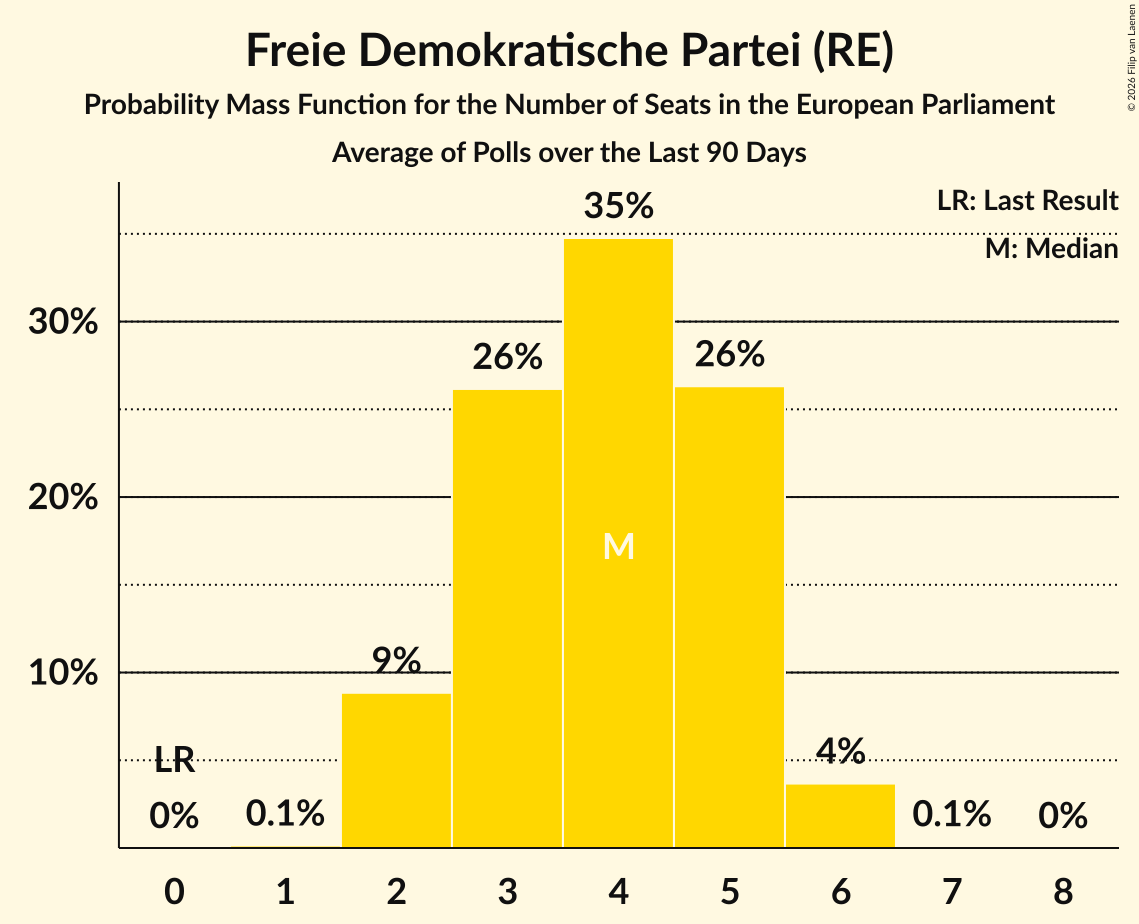 Freie Demokratische Partei (RE)
Probability Mass Function for the Number of Seats in the European Parliament
Average of Polls over the Last 90 Days
© 2026 Filip van Laenen
LR: Last Result
M: Median
35%
30%
26%
26%
20%
M
10%
9%
LR
4%
0%
0.1%
0.1%
0%
0 1 2 3 4 5 6 7 8